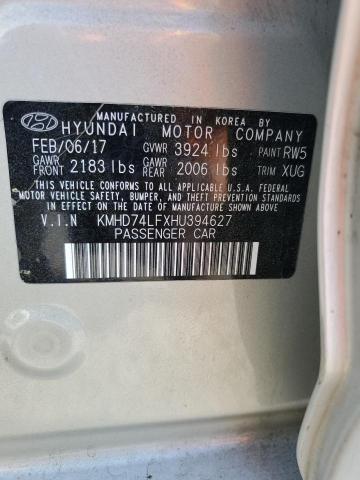 MANUFACTURED IN KOREA BY
HYUNDAI MOTOR COMPANY
FEB/06/17 GVWR 3924 lbs PAINT RW5
GAWR FRONT 2183 lbs GAWR REAR 2006 lbs TRIM XUG
THIS VEHICLE CONFORMS TO ALL APPLICABLE U.S.A. FEDERAL
MOTOR VEHICLE SAFETY, BUMPER, AND THEFT PREVENTION
STANDARDS IN EFFECT ON THE DATE OF MANUFACTURE SHOWN ABOVE.
V.I.N KMHD74LFXHU394627
PASSENGER CAR